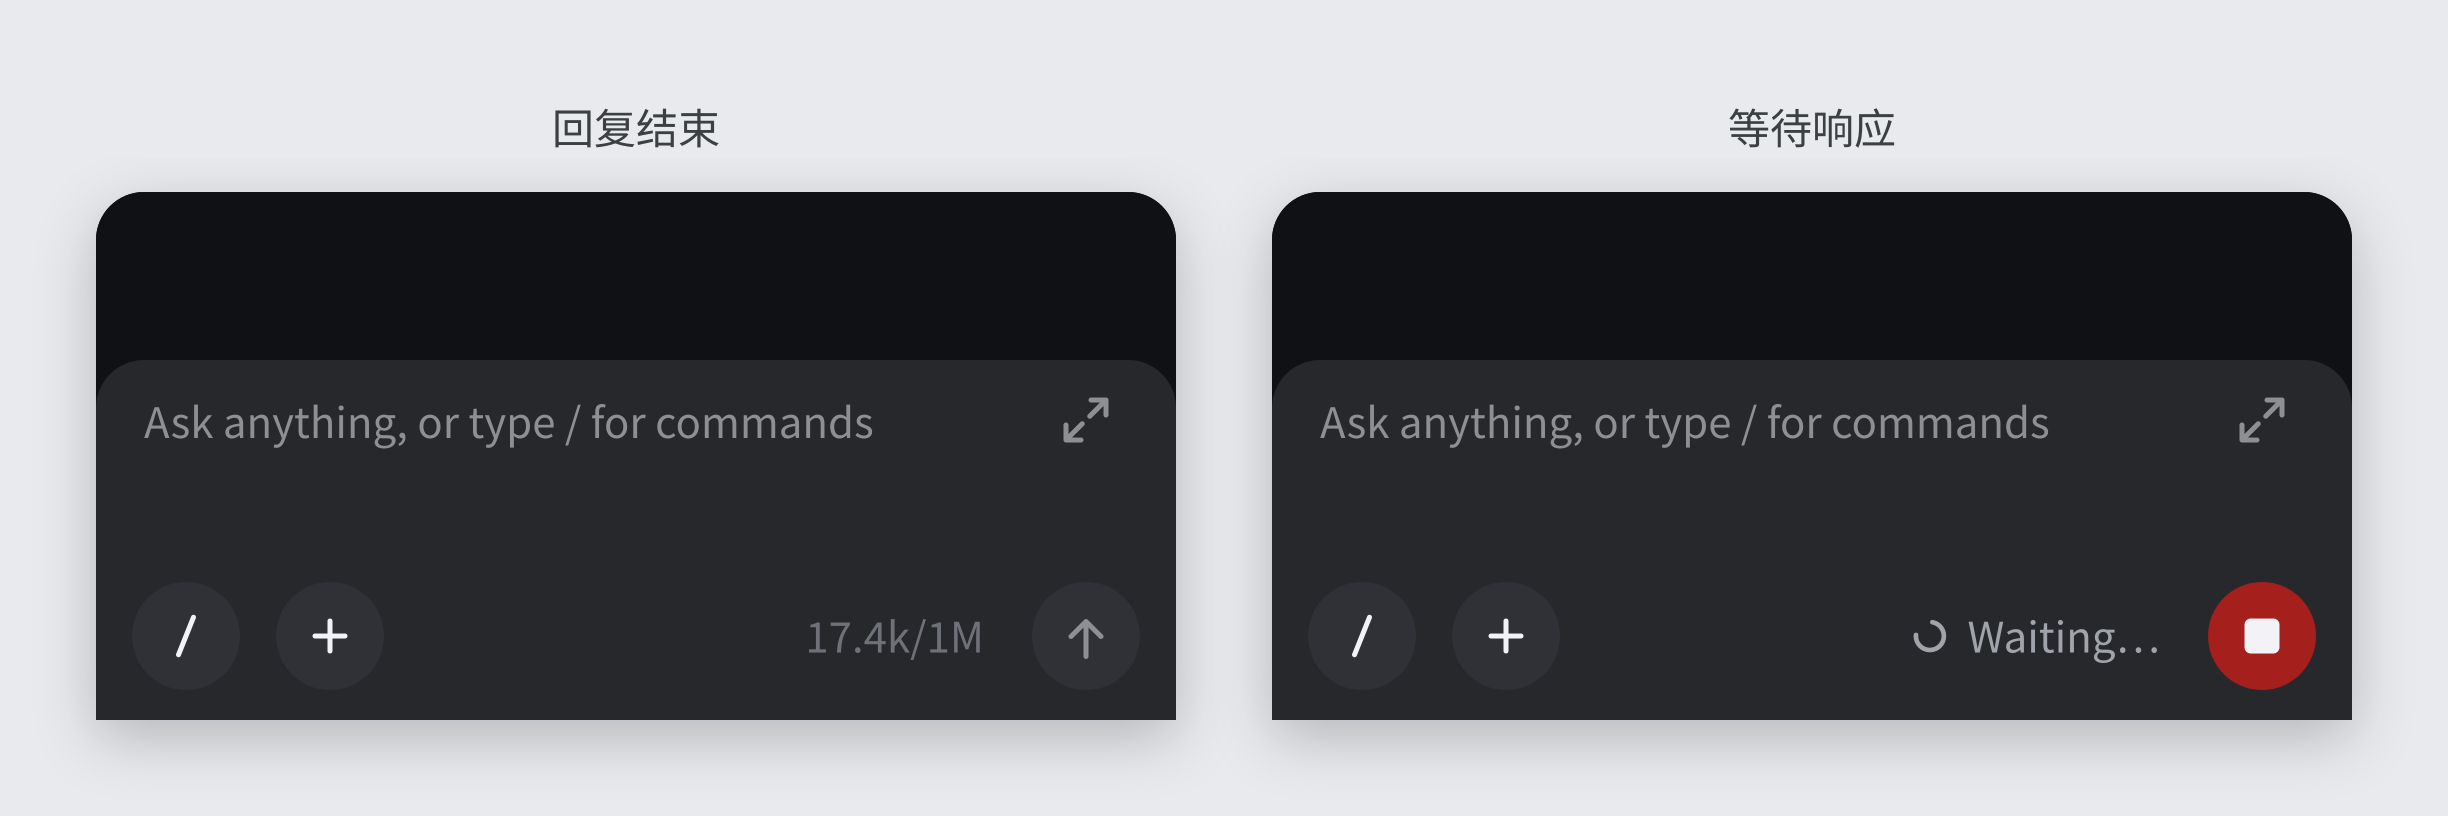 回复结束
Ask anything, or type / for commands
/
17.4k/1M
等待响应
Ask anything, or type / for commands
/
Waiting...